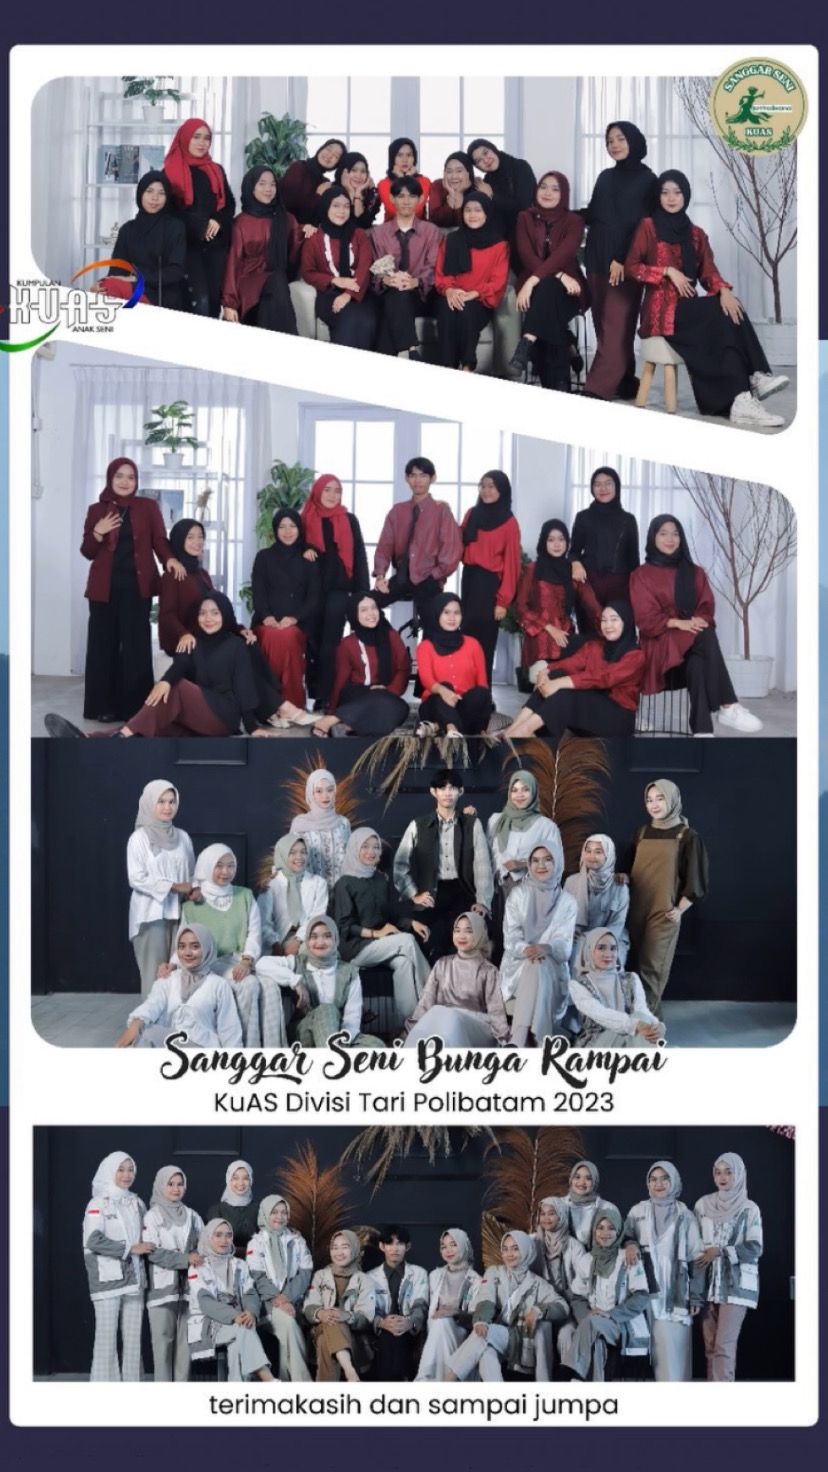 SANGGAR SENI
KUAS
KUMPULAN
KUAS
ANAK SENI
Sanggar Seni Bunga Rampai
KuAS Divisi Tari Polibatam 2023
terimakasih dan sampai jumpa